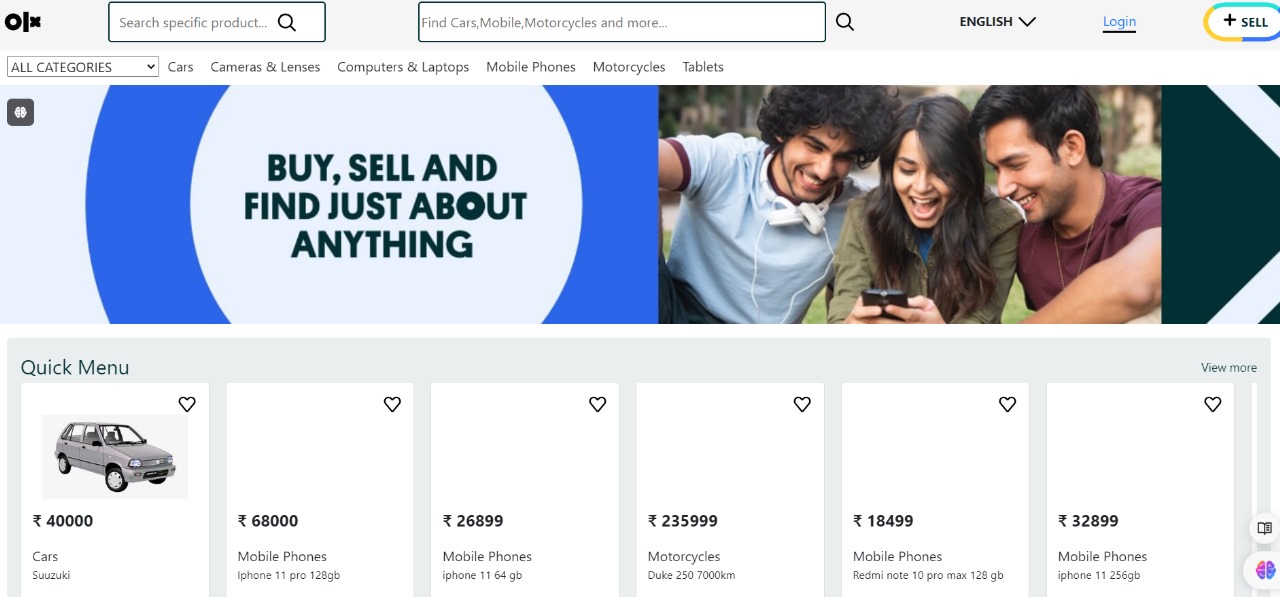 olx
Search specific product...
Find Cars,Mobile,Motorcycles and more...
ENGLISH
Login
+ SELL
ALL CATEGORIES
Cars
Cameras & Lenses
Computers & Laptops
Mobile Phones
Motorcycles
Tablets
BUY, SELL AND
FIND JUST ABOUT
ANYTHING
Quick Menu
View more
₹ 40000
Cars
Suuzuki
₹ 68000
Mobile Phones
Iphone 11 pro 128gb
₹ 26899
Mobile Phones
iphone 11 64 gb
₹ 235999
Motorcycles
Duke 250 7000km
₹ 18499
Mobile Phones
Redmi note 10 pro max 128 gb
₹ 32899
Mobile Phones
iphone 11 256gb